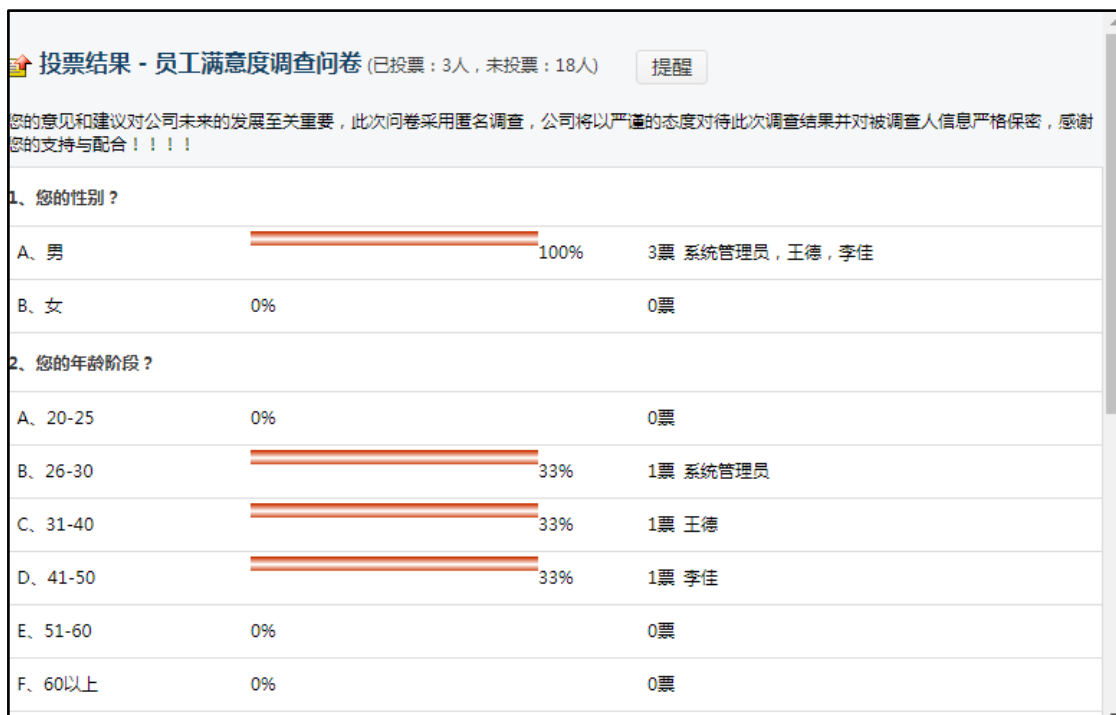 投票结果 - 员工满意度调查问卷 (已投票：3人，未投票：18人) 提醒
您的意见和建议对公司未来的发展至关重要，此次问卷采用匿名调查，公司将以严谨的态度对待此次调查结果并对被调查人信息严格保密，感谢
您的支持与配合！！！！
1、您的性别？
A、男 100% 3票 系统管理员，王德，李佳
B、女 0% 0票
2、您的年龄阶段？
A、20-25 0% 0票
B、26-30 33% 1票 系统管理员
C、31-40 33% 1票 王德
D、41-50 33% 1票 李佳
E、51-60 0% 0票
F、60以上 0% 0票